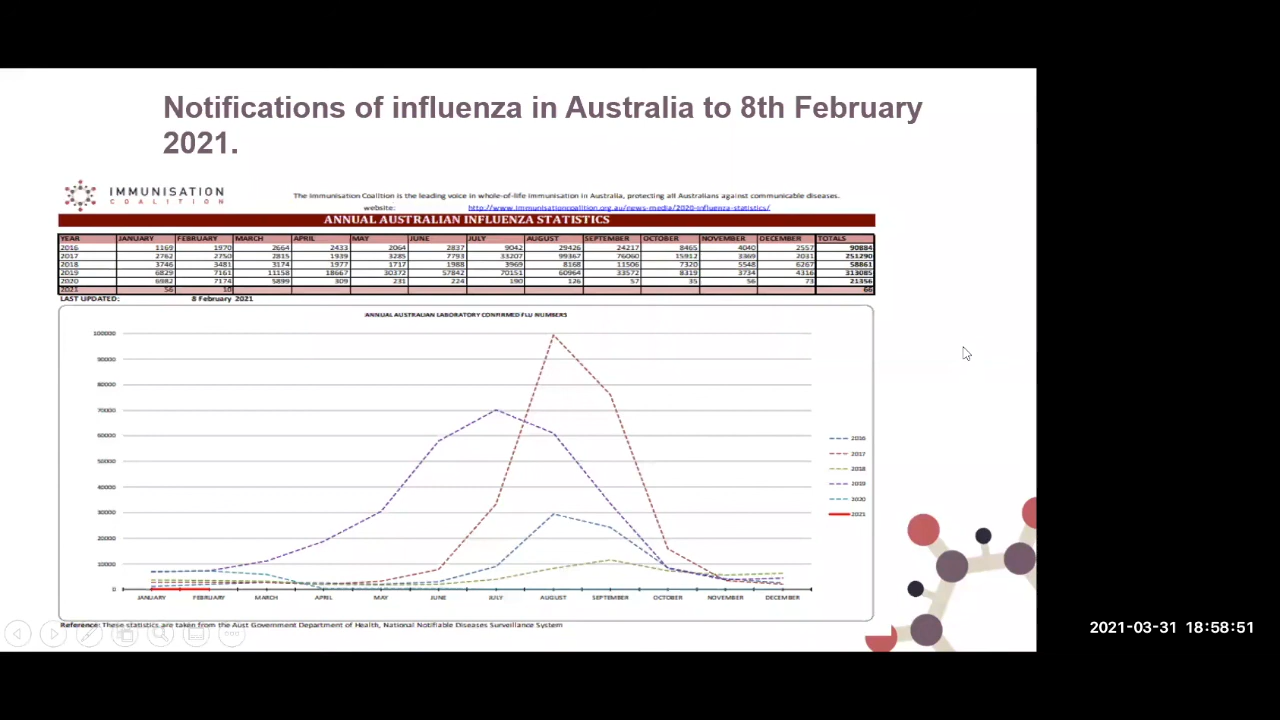 Notifications of influenza in Australia to 8th February
2021.
IMMUNISATION
COALITION
The Immunisation Coalition is the leading voice in whole-of-life immunisation in Australia, protecting all Australians against communicable diseases.
website: http://www.immunisationcoalition.org.au/news-media/2020-influenza-statistics/
ANNUAL AUSTRALIAN INFLUENZA STATISTICS
YEAR JANUARY FEBRUARY MARCH APRIL MAY JUNE JULY AUGUST SEPTEMBER OCTOBER NOVEMBER DECEMBER TOTALS
2016 1169 1970 2664 2433 2064 2837 9042 29426 24217 8465 4040 2557 90884
2017 2762 2750 2815 1939 3285 7793 33207 99367 76060 15912 3369 2031 251290
2018 3746 3481 3174 1977 1717 1988 3969 8168 11506 7320 5548 6267 58861
2019 6829 7161 11158 18667 30372 57842 70151 60964 33572 8319 3734 4316 313085
2020 6982 7174 5899 309 231 224 190 126 57 35 56 73 21356
2021 56 10 66
LAST UPDATED: 8 February 2021
ANNUAL AUSTRALIAN LABORATORY CONFIRMED FLU NUMBERS
100000
90000
80000
70000
60000
50000
40000
30000
20000
10000
0
JANUARY FEBRUARY MARCH APRIL MAY JUNE JULY AUGUST SEPTEMBER OCTOBER NOVEMBER DECEMBER
2016
2017
2018
2019
2020
2021
Reference: These statistics are taken from the Aust Government Department of Health, National Notifiable Diseases Surveillance System
2021-03-31 18:58:51